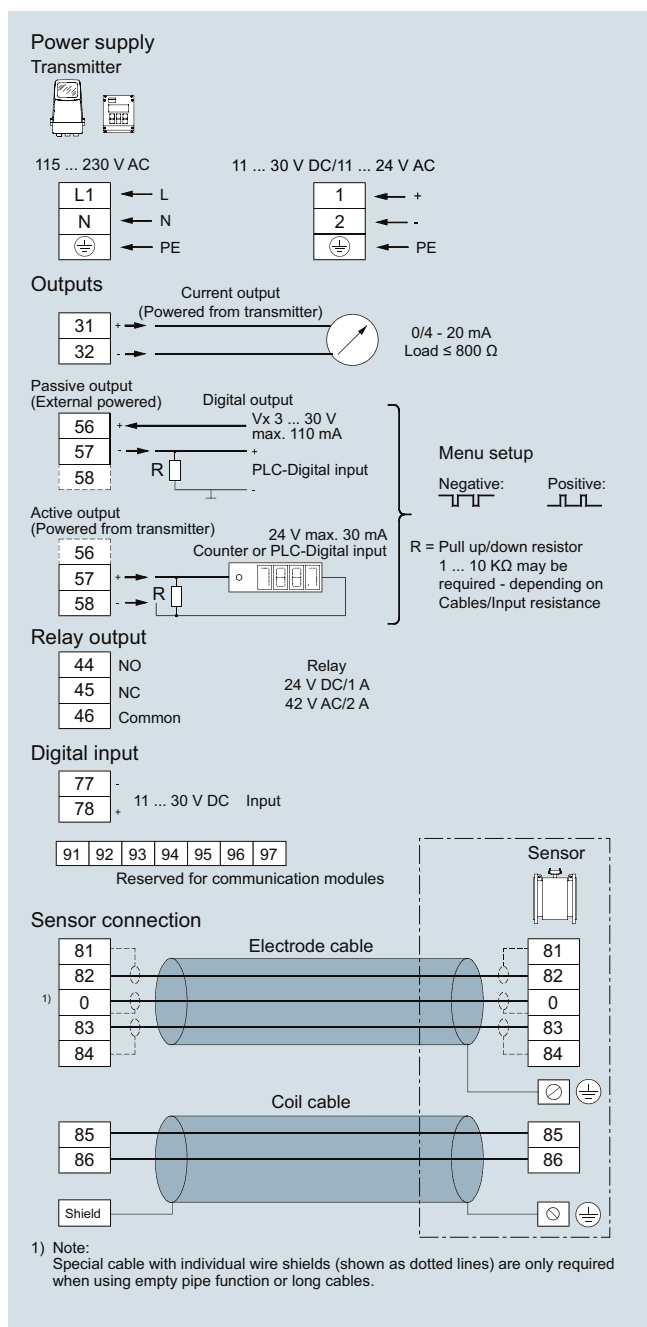 Power supply
Transmitter
115 ... 230 V AC
11 ... 30 V DC/11 ... 24 V AC
L1 L
N N
PE
1 +
2 -
PE
Outputs
Current output
(Powered from transmitter)
31 +
32 -
0/4 - 20 mA
Load ≤ 800 Ω
Passive output
(External powered)
Digital output
56 +
57 -
58
Vx 3 ... 30 V
max. 110 mA
+
R
PLC-Digital input
-
Menu setup
Negative: Positive:
Active output
(Powered from transmitter)
24 V max. 30 mA
Counter or PLC-Digital input
56
57 +
58 -
R
R = Pull up/down resistor
1 ... 10 KΩ may be
required - depending on
Cables/Input resistance
Relay output
44 NO
45 NC
46 Common
Relay
24 V DC/1 A
42 V AC/2 A
Digital input
77 -
78 +
11 ... 30 V DC Input
91 92 93 94 95 96 97
Reserved for communication modules
Sensor
Sensor connection
Electrode cable
81 81
82 82
1) 0 0
83 83
84 84
Coil cable
85 85
86 86
Shield
1) Note:
Special cable with individual wire shields (shown as dotted lines) are only required
when using empty pipe function or long cables.